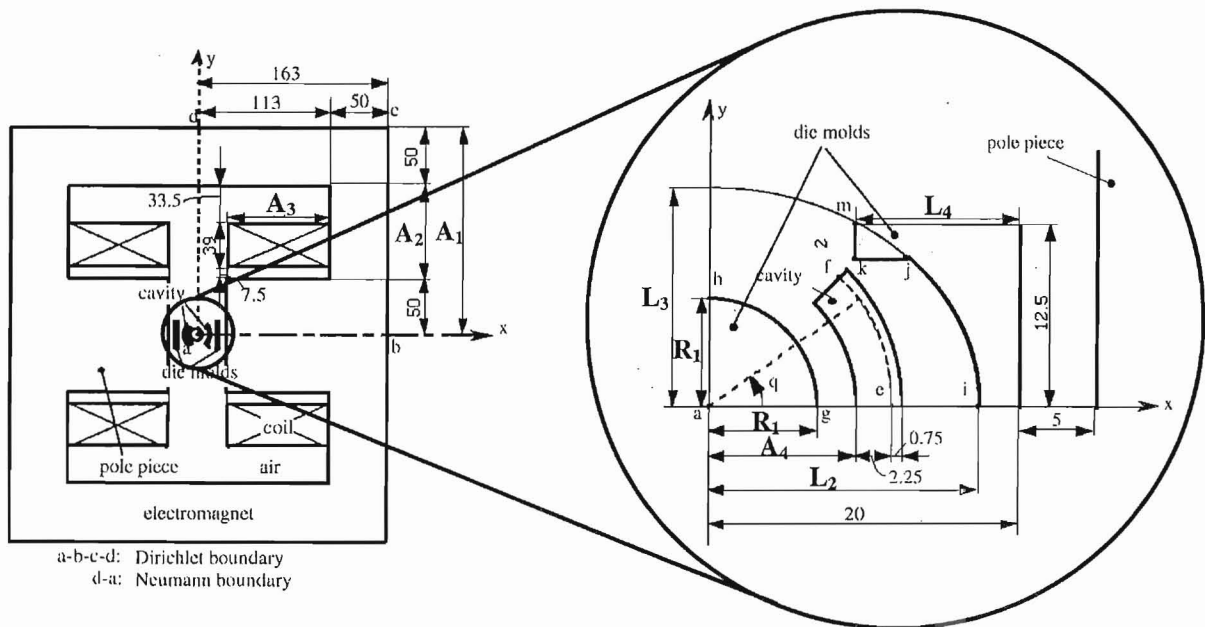 y
163
113
50
d
c
50
33.5
A₃
39
A₂
A₁
7.5
cavity
50
x
a
b
die molds
coil
pole piece
air
electromagnet
a-b-c-d: Dirichlet boundary
d-a: Neumann boundary
y
die molds
pole piece
m
L₄
2
k
j
f
cavity
h
L₃
12.5
R₁
q
a
g
e
i
x
R₁
0.75
5
A₄
2.25
L₂
20